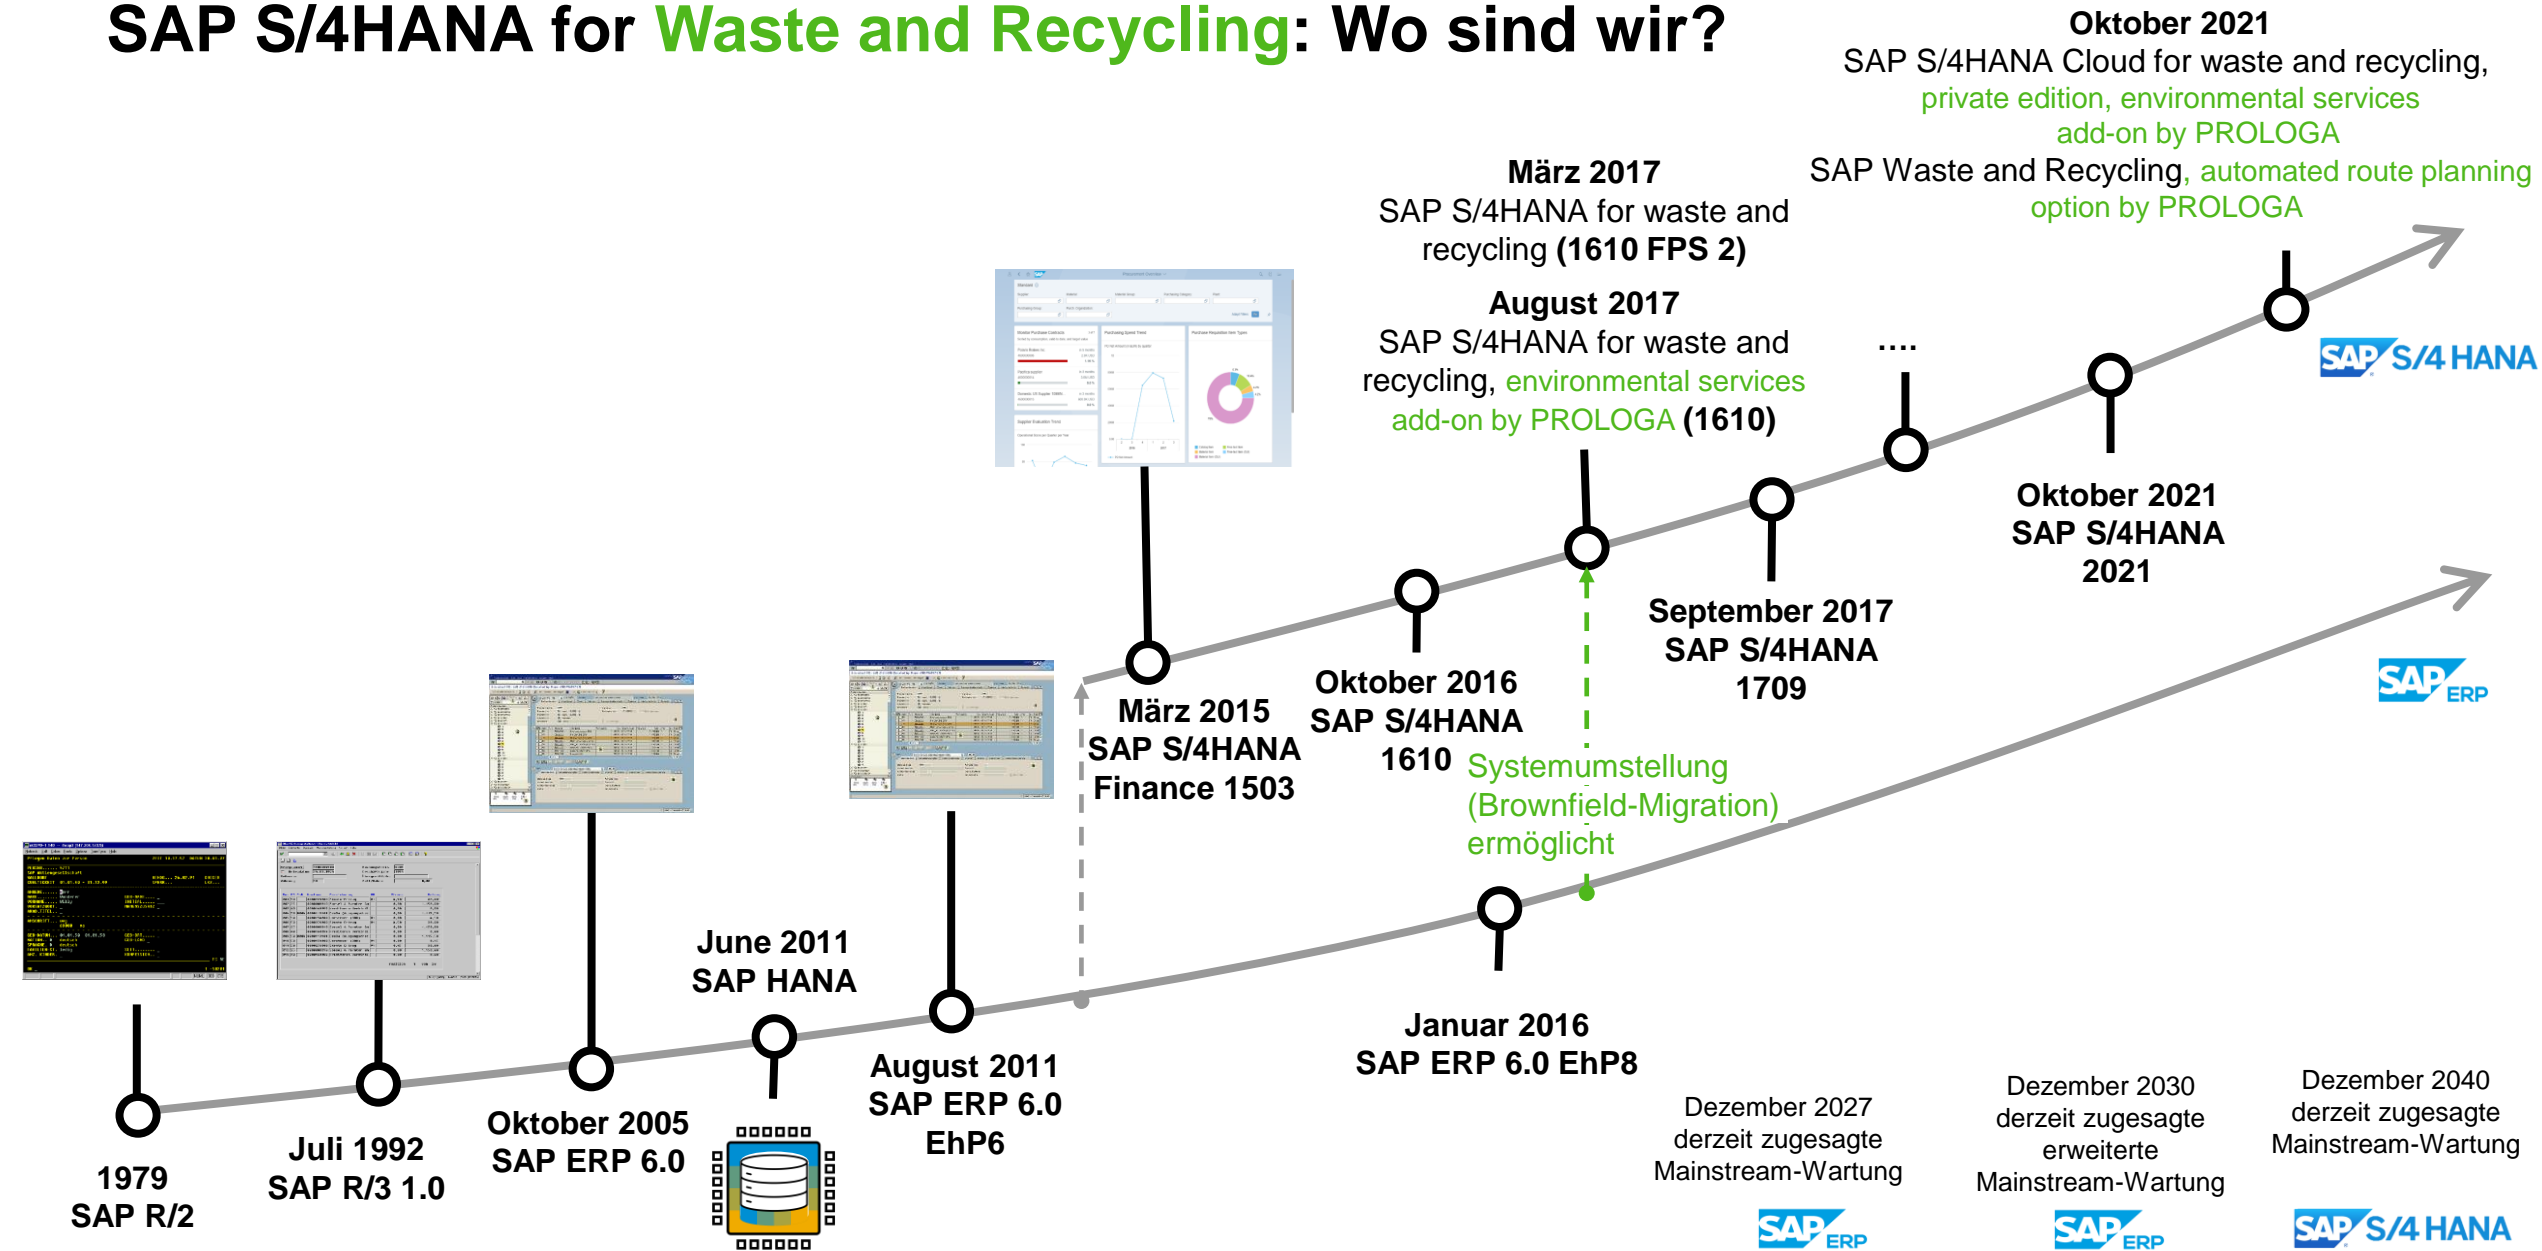 SAP S/4HANA for Waste and Recycling: Wo sind wir?
Oktober 2021
SAP S/4HANA Cloud for waste and recycling,
private edition, environmental services
add-on by PROLOGA
SAP Waste and Recycling, automated route planning
option by PROLOGA
März 2017
SAP S/4HANA for waste and
recycling (1610 FPS 2)
August 2017
SAP S/4HANA for waste and
recycling, environmental services
add-on by PROLOGA (1610)
....
SAP S/4 HANA
Oktober 2021
SAP S/4HANA
2021
September 2017
SAP S/4HANA
1709
Oktober 2016
SAP S/4HANA
1610
März 2015
SAP S/4HANA
Finance 1503
Systemumstellung
(Brownfield-Migration)
ermöglicht
SAP ERP
June 2011
SAP HANA
Januar 2016
SAP ERP 6.0 EhP8
August 2011
SAP ERP 6.0
EhP6
Oktober 2005
SAP ERP 6.0
Juli 1992
SAP R/3 1.0
1979
SAP R/2
Dezember 2027
derzeit zugesagte
Mainstream-Wartung
SAP ERP
Dezember 2030
derzeit zugesagte
erweiterte
Mainstream-Wartung
SAP ERP
Dezember 2040
derzeit zugesagte
Mainstream-Wartung
SAP S/4 HANA